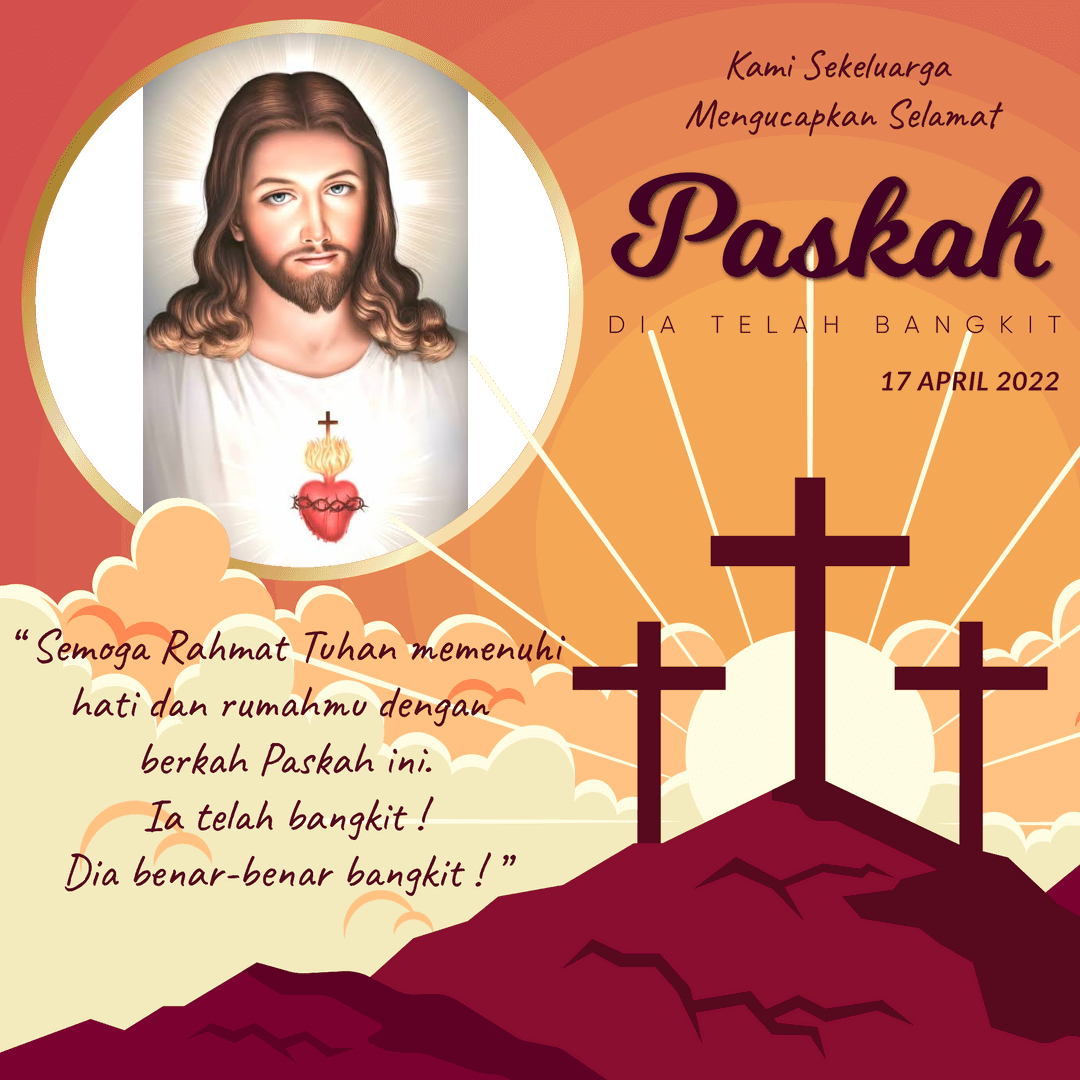 Kami Sekeluarga
Mengucapkan Selamat
Paskah
DIA TELAH BANGKIT
17 APRIL 2022
“Semoga Rahmat Tuhan memenuhi
hati dan rumahmu dengan
berkah Paskah ini.
Ia telah bangkit !
Dia benar-benar bangkit ! ”